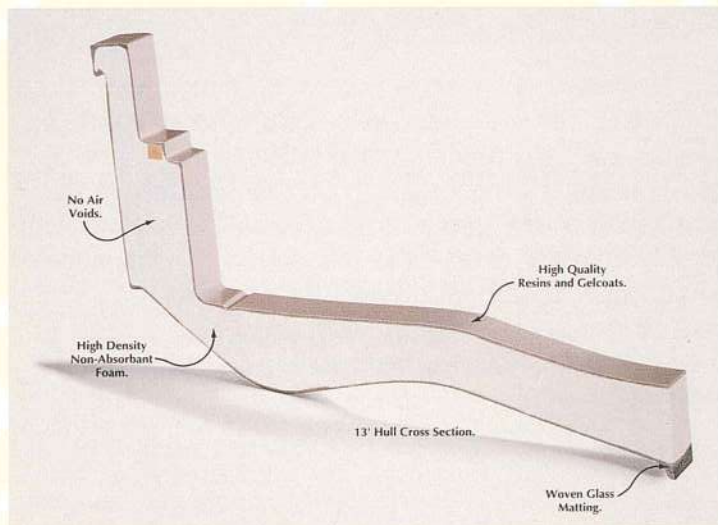 No Air
Voids.
High Quality
Resins and Gelcoats.
High Density
Non-Absorbant
Foam.
13' Hull Cross Section.
Woven Glass
Matting.